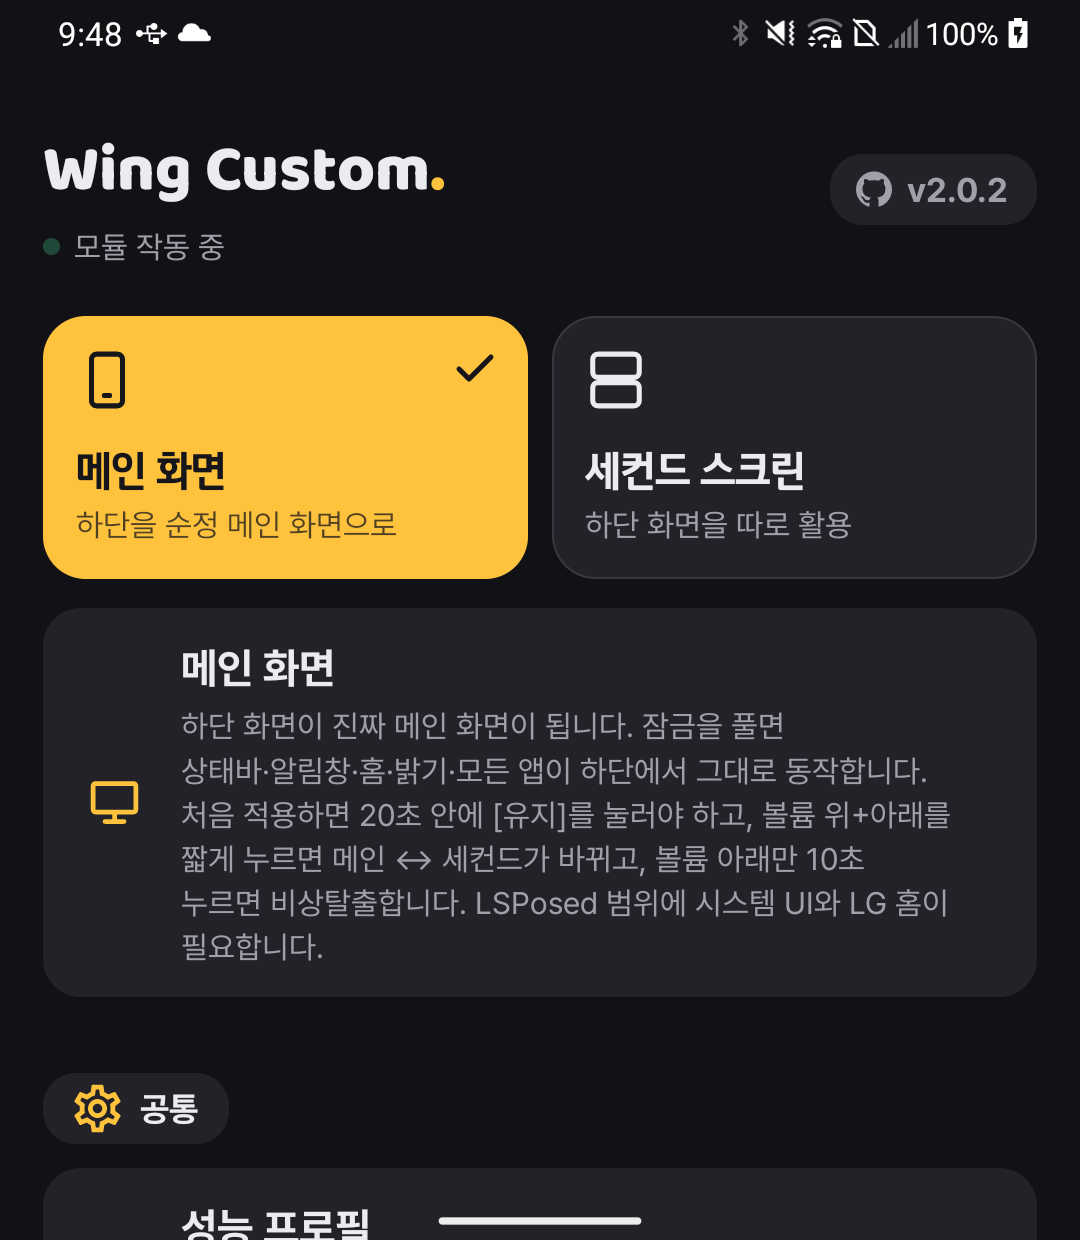 9:48
100%
Wing Custom.
v2.0.2
모듈 작동 중
메인 화면
하단을 순정 메인 화면으로
세컨드 스크린
하단 화면을 따로 활용
메인 화면
하단 화면이 진짜 메인 화면이 됩니다. 잠금을 풀면
상태바·알림창·홈·밝기·모든 앱이 하단에서 그대로 동작합니다.
처음 적용하면 20초 안에 [유지]를 눌러야 하고, 볼륨 위+아래를
짧게 누르면 메인 ↔ 세컨드가 바뀌고, 볼륨 아래만 10초
누르면 비상탈출합니다. LSPosed 범위에 시스템 UI와 LG 홈이
필요합니다.
공통
성능 프로필